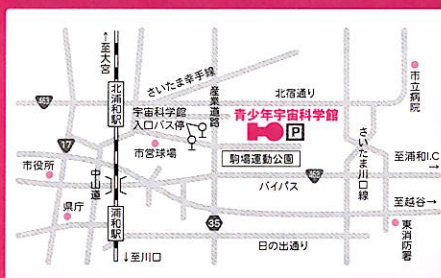 ↑至大宮
さいたま幸手線
産業道路
北宿通り
市立病院
463
北浦和駅
宇宙科学館
入口バス停
青少年宇宙科学館
P
さいたま川口線
17
市営球場
駒場運動公園
至浦和I.C
→
市役所
中山道
463
バイパス
至越谷→
県庁
浦和駅
35
東消防署
日の出通り
↓至川口